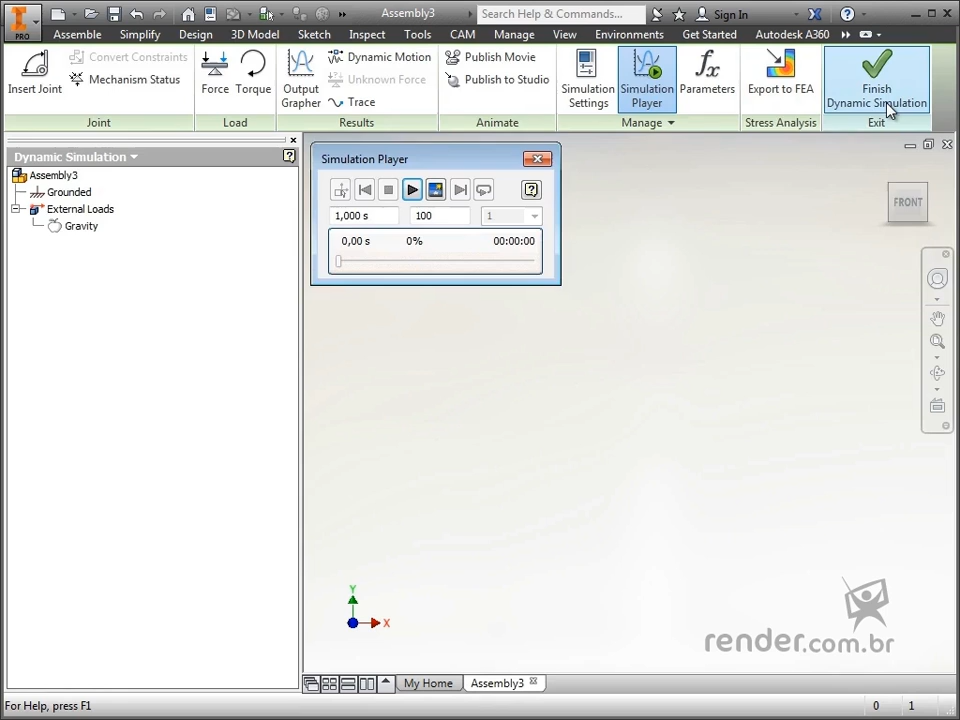 Assembly3
Search Help & Commands...
Sign In
PRO
Assemble Simplify Design 3D Model Sketch Inspect Tools CAM Manage View Environments Get Started Autodesk A360
Insert Joint
Convert Constraints
Mechanism Status
Joint
Force
Torque
Load
Output Grapher
Dynamic Motion
Unknown Force
Trace
Results
Publish Movie
Publish to Studio
Animate
Simulation Settings
Simulation Player
fx
Parameters
Manage
Export to FEA
Stress Analysis
Finish
Dynamic Simulation
Exit
Dynamic Simulation
Assembly3
Grounded
External Loads
Gravity
Simulation Player
1,000 s 100 1
0,00 s 0% 00:00:00
FRONT
Y
X
render.com.br
My Home
Assembly3
For Help, press F1
0 1